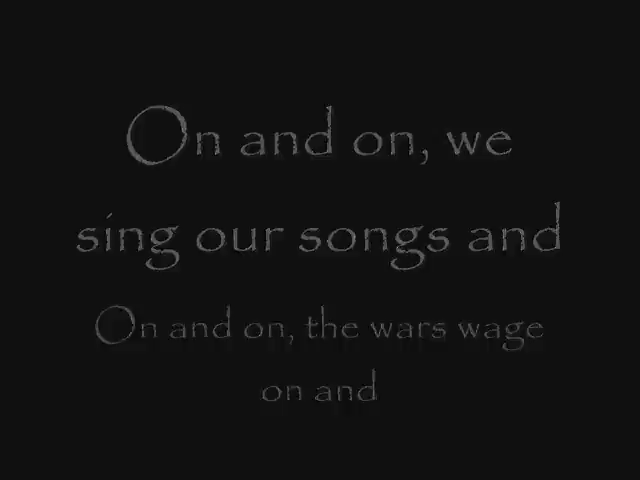 On and on, we
sing our songs and
On and on, the wars wage
on and